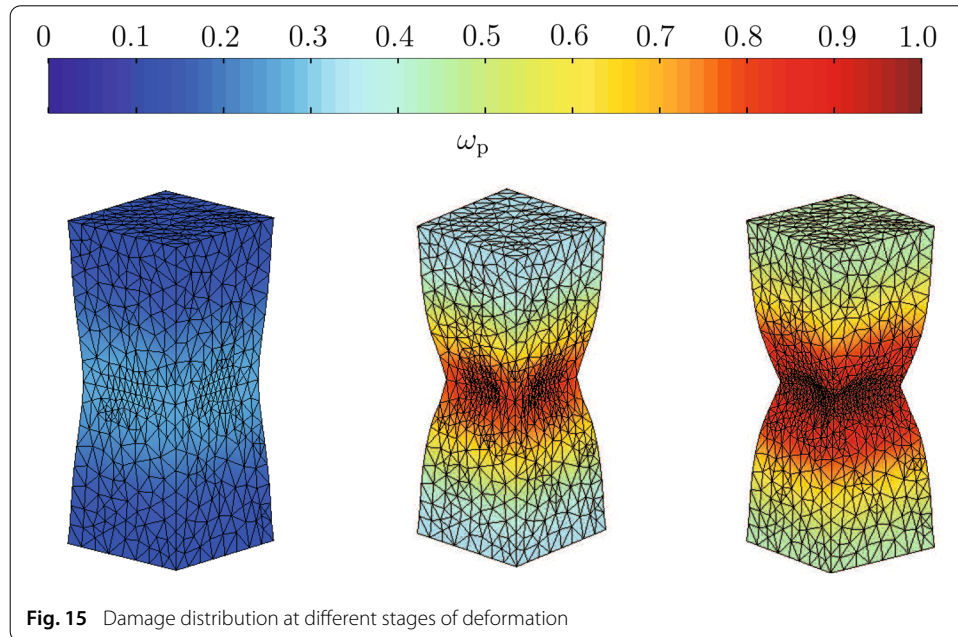 0 0.1 0.2 0.3 0.4 0.5 0.6 0.7 0.8 0.9 1.0
ωp
Fig. 15 Damage distribution at different stages of deformation